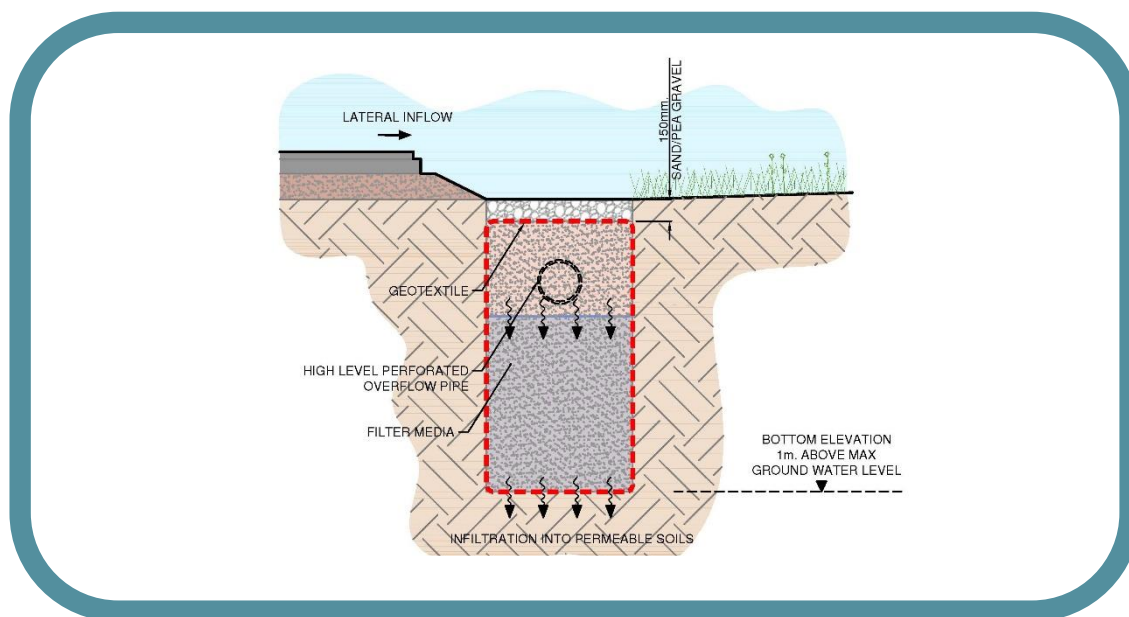 LATERAL INFLOW
150mm.
SAND/PEA GRAVEL
GEOTEXTILE
HIGH LEVEL PERFORATED
OVERFLOW PIPE
FILTER MEDIA
BOTTOM ELEVATION
1m. ABOVE MAX
GROUND WATER LEVEL
INFILTRATION INTO PERMEABLE SOILS